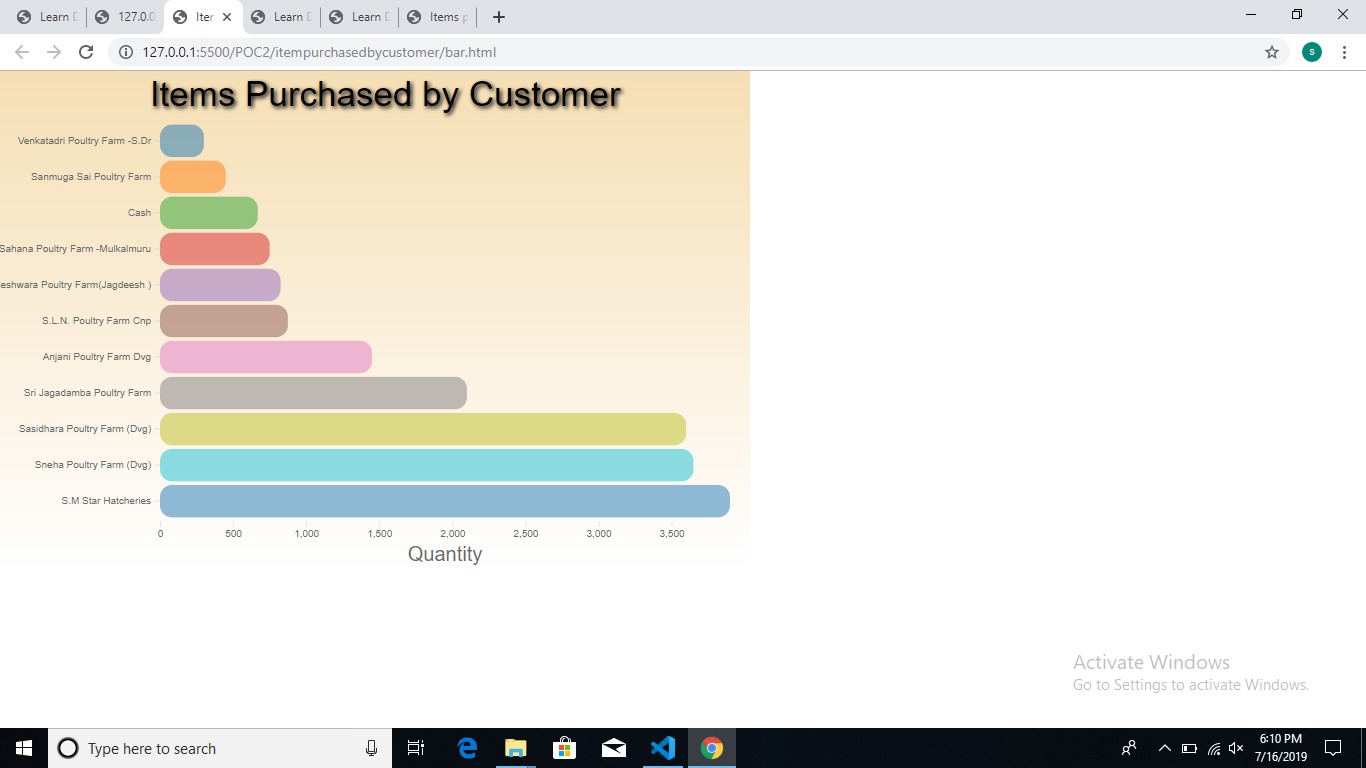 Learn D
127.0.0
Iter
Learn D
Learn D
Items p
127.0.0.1:5500/POC2/itempurchasedbycustomer/bar.html
S
Items Purchased by Customer
Venkatadri Poultry Farm -S.Dr
Sanmuga Sai Poultry Farm
Cash
Sahana Poultry Farm -Mulkalmuru
eshwara Poultry Farm(Jagdeesh )
S.L.N. Poultry Farm Cnp
Anjani Poultry Farm Dvg
Sri Jagadamba Poultry Farm
Sasidhara Poultry Farm (Dvg)
Sneha Poultry Farm (Dvg)
S.M Star Hatcheries
0 500 1,000 1,500 2,000 2,500 3,000 3,500
Quantity
Activate Windows
Go to Settings to activate Windows.
Type here to search
6:10 PM
7/16/2019